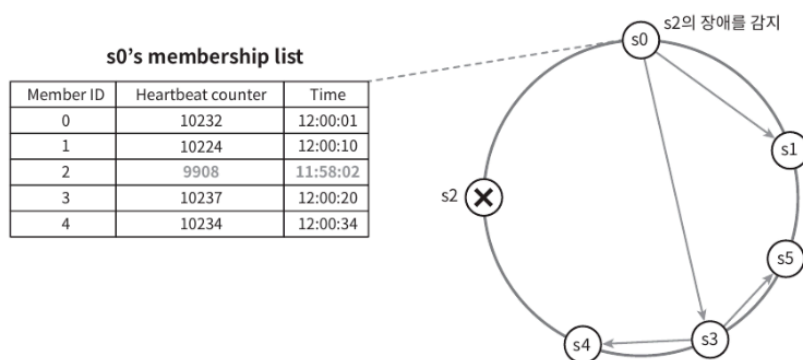 s2의 장애를 감지
s0
s0's membership list
Member ID Heartbeat counter Time
0 10232 12:00:01
1 10224 12:00:10
2 9908 11:58:02
3 10237 12:00:20
4 10234 12:00:34
s1
s2
s5
s4
s3